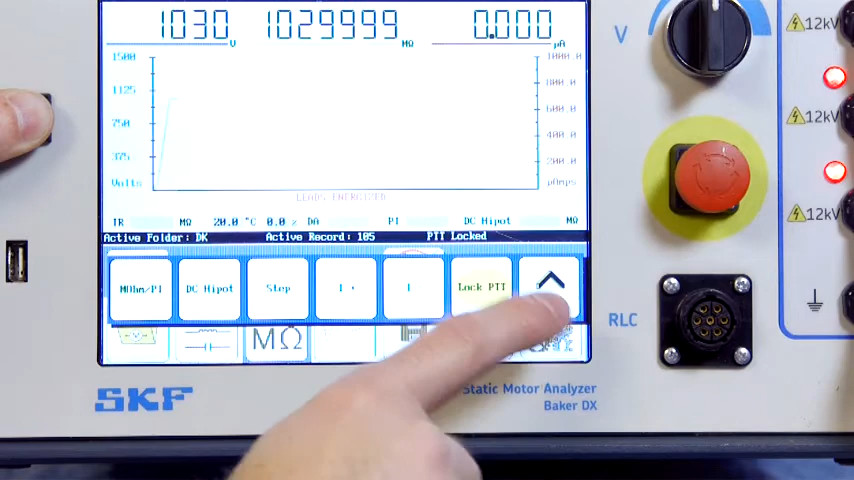 1030 V 1029999 MΩ 0.000 µA
1500 1000.0
1125 800.0
750 600.0
375 400.0
200.0
Volts µAmps
LEADS ENERGIZED
IR MΩ 20.0 °C 0.0 % DA PI DC Hipot MΩ
Active Folder: DK Active Record: 105 PTT Locked
MOhm/PI DC Hipot Step Lock PTT
MΩ
SKF
Static Motor Analyzer
Baker DX
V
RLC
12kV
12kV
12kV